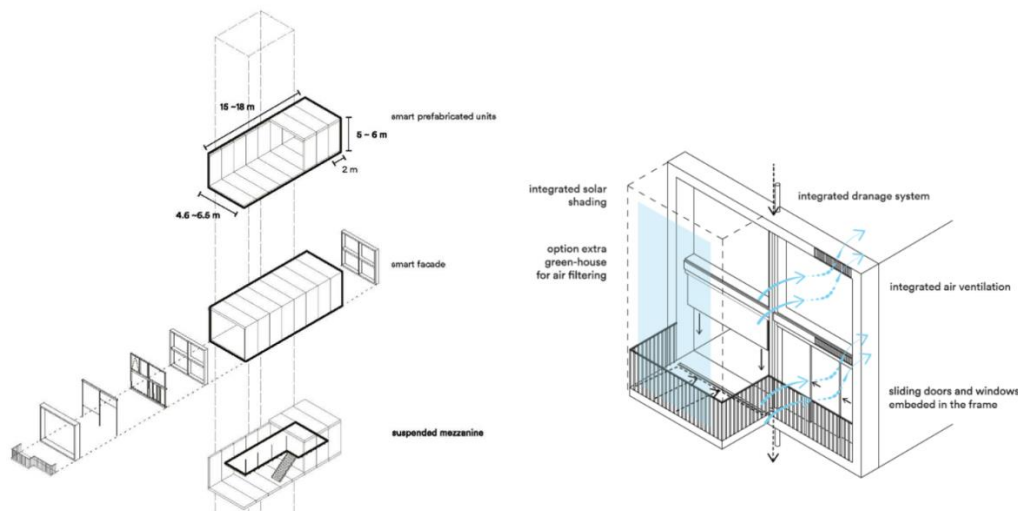 15 –18 m
smart prefabricated units
5 – 6 m
2 m
4.6 –6.5 m
smart facade
suspended mezzanine
integrated solar
shading
option extra
green-house
for air filtering
integrated dranage system
integrated air ventilation
sliding doors and windows
embeded in the frame